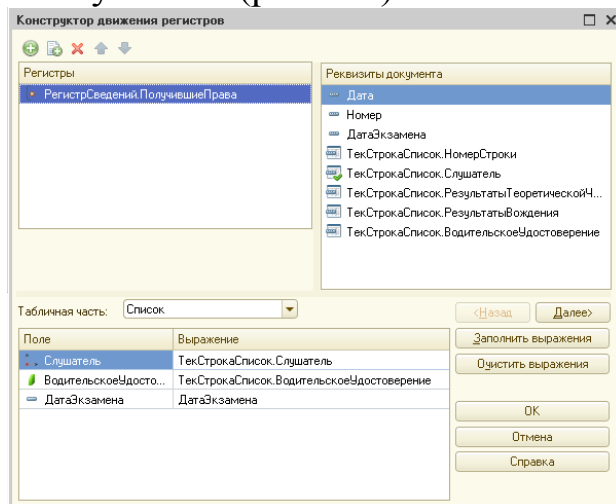 Конструктор движения регистров
Регистры
РегистрСведений.ПолучившиеПрава
Реквизиты документа
Дата
Номер
ДатаЭкзамена
ТекСтрокаСписок.НомерСтроки
ТекСтрокаСписок.Слушатель
ТекСтрокаСписок.РезультатыТеоретическойЧ...
ТекСтрокаСписок.РезультатыВождения
ТекСтрокаСписок.ВодительскоеУдостоверение
Табличная часть: Список
<Назад Далее>
Поле Выражение
Слушатель ТекСтрокаСписок.Слушатель
ВодительскоеУдосто... ТекСтрокаСписок.ВодительскоеУдостоверение
ДатаЭкзамена ДатаЭкзамена
Заполнить выражения
Очистить выражения
OK
Отмена
Справка